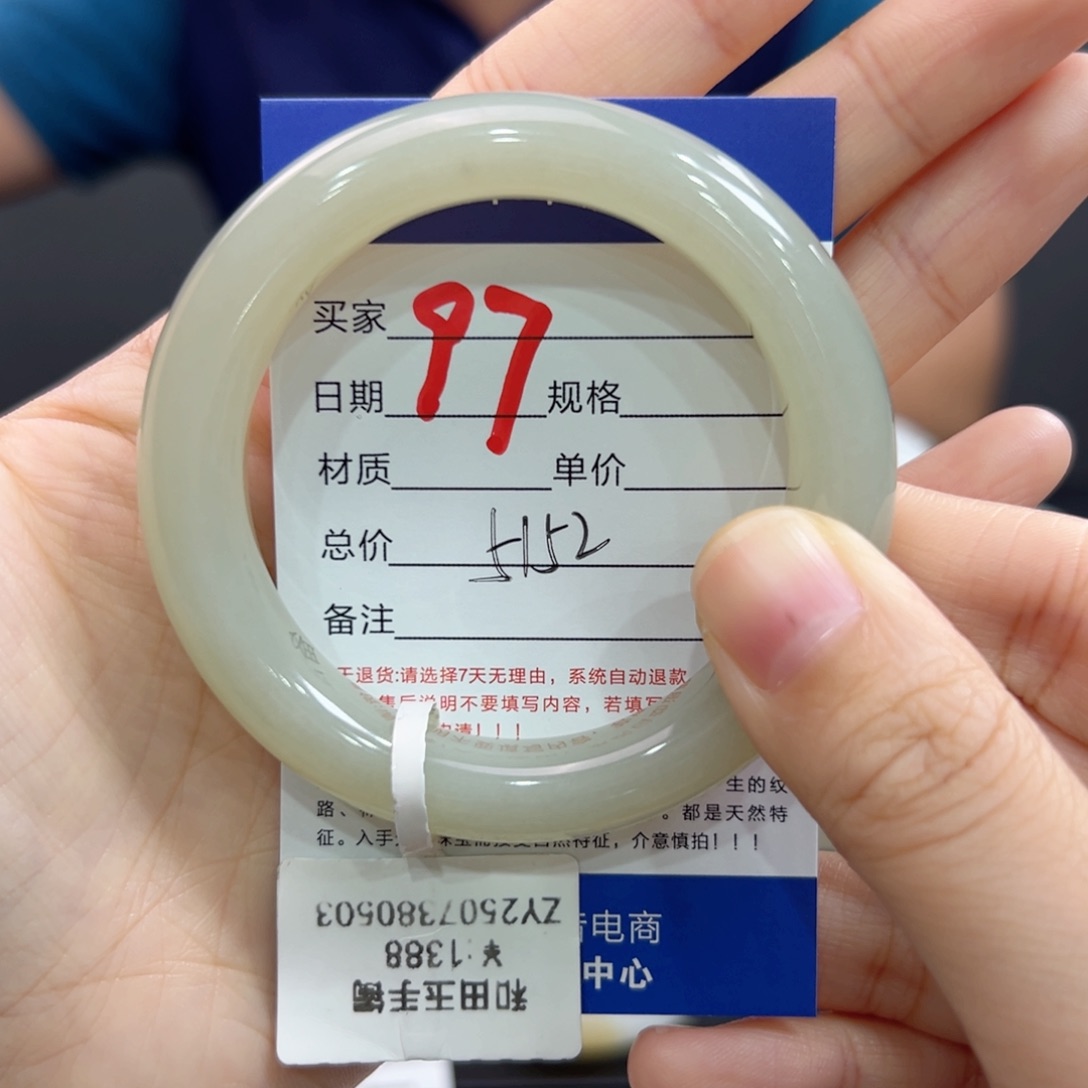 买家 97
日期 规格
材质 单价
总价 5152
备注
退货:请选择7天无理由，系统自动退款
售后说明不要填写内容，若填写
生的纹
路、 。都是天然特
征。入手 自然特征，介意慎拍！！！
电商
中心
和田玉手镯
￥:1388
ZY2507380503